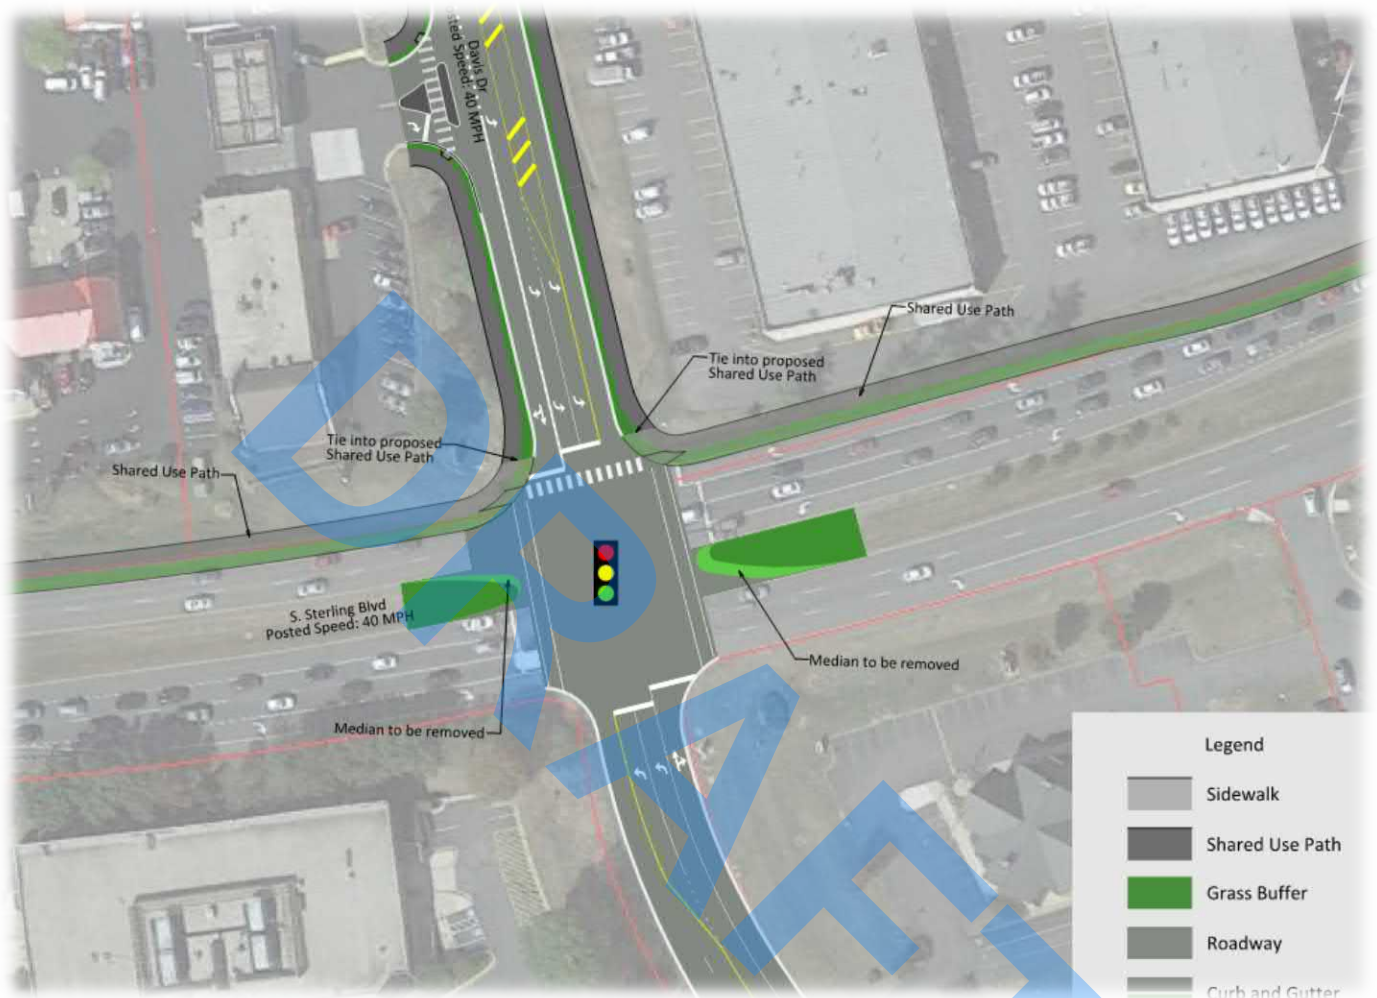 Davis Dr
Posted Speed: 40 MPH
Shared Use Path
Tie into proposed
Shared Use Path
Tie into proposed
Shared Use Path
Shared Use Path
S. Sterling Blvd
Posted Speed: 40 MPH
Median to be removed
Median to be removed
DRAFT
Legend
Sidewalk
Shared Use Path
Grass Buffer
Roadway
Curb and Gutter